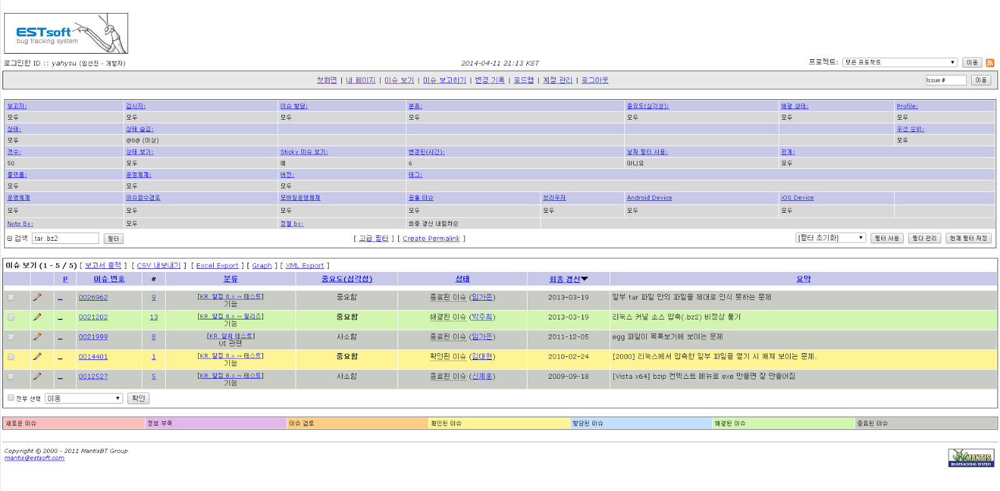 ESTsoft
bug tracking system
로그인한 ID :: yahysu (임선진 - 개발자)
2014-04-11 21:13 KST
프로젝트: 모든 프로젝트 이동
첫화면 | 내 페이지 | 이슈 보기 | 이슈 보고하기 | 변경 기록 | 로드맵 | 계정 관리 | 로그아웃
Issue # 이동
보고자: 감시자: 이슈 할당: 분류: 중요도(심각성): 해결 상태: Profile:
모두 모두 모두 모두 모두 모두 모두
상태: 상태 숨김: 우선 순위:
모두 @0@ (이상) 모두
갯수: 상태 보기: Sticky 이슈 보기: 변경된(시간): 날짜 필터 사용: 관계:
50 모두 예 6 아니요 모두
플랫폼: 운영체제: 버전: 태그:
모두 모두 모두
운영체제 이슈접수경로 모바일운영체제 공통 이슈 브라우저 Android Device iOS Device
모두 모두 모두 모두 모두 모두 모두
Note By: 모두 정렬 by: 최종 갱신 내림차순
검색 .tar .bz2 필터 [ 고급 필터 ] [ Create Permalink ] [필터 초기화] 필터 사용 필터 관리 현재 필터 저장
이슈 보기 (1 - 5 / 5) [ 보고서 출력 ] [ CSV 내보내기 ] [ Excel Export ] [ Graph ] [ XML Export ]
P 이슈 번호 # 분류 중요도(심각성) 상태 최종 갱신 요약
0026962 9 [KR_알집 8.x ~ 테스트] 중요함 종료된 이슈 (임가은) 2013-03-19 일부 tar 파일 안의 파일을 제대로 인식 못하는 문제
기능
0021202 13 [KR_알집 8.x ~ 릴리즈] 중요함 해결된 이슈 (박주희) 2013-03-19 리눅스 커널 소스 압축(.bz2) 비정상 풀기
기능
0021999 8 [KR_알씨 테스트] 사소함 종료된 이슈 (임가은) 2011-12-05 egg 파일이 목록보기에 보이는 문제
UI 관련
0014401 1 [KR_알집 8.x ~ 테스트] 중요함 확인된 이슈 (김대현) 2010-02-24 [2000] 리눅스에서 압축한 일부 파일을 열기 시 깨져 보이는 문제.
기능
0012527 5 [KR_알집 8.x ~ 테스트] 사소함 종료된 이슈 (신제훈) 2009-09-18 [Vista x64] bzip 컨텍스트 메뉴로 exe 만들면 잘 만들어짐
기능
전부 선택 이동 확인
새로운 이슈 정보 부족 이슈 검토 확인된 이슈 할당된 이슈 해결된 이슈 종료된 이슈
Copyright © 2000 - 2011 MantisBT Group
mantis@estsoft.com
MANTIS
BUGTRACKING SYSTEM